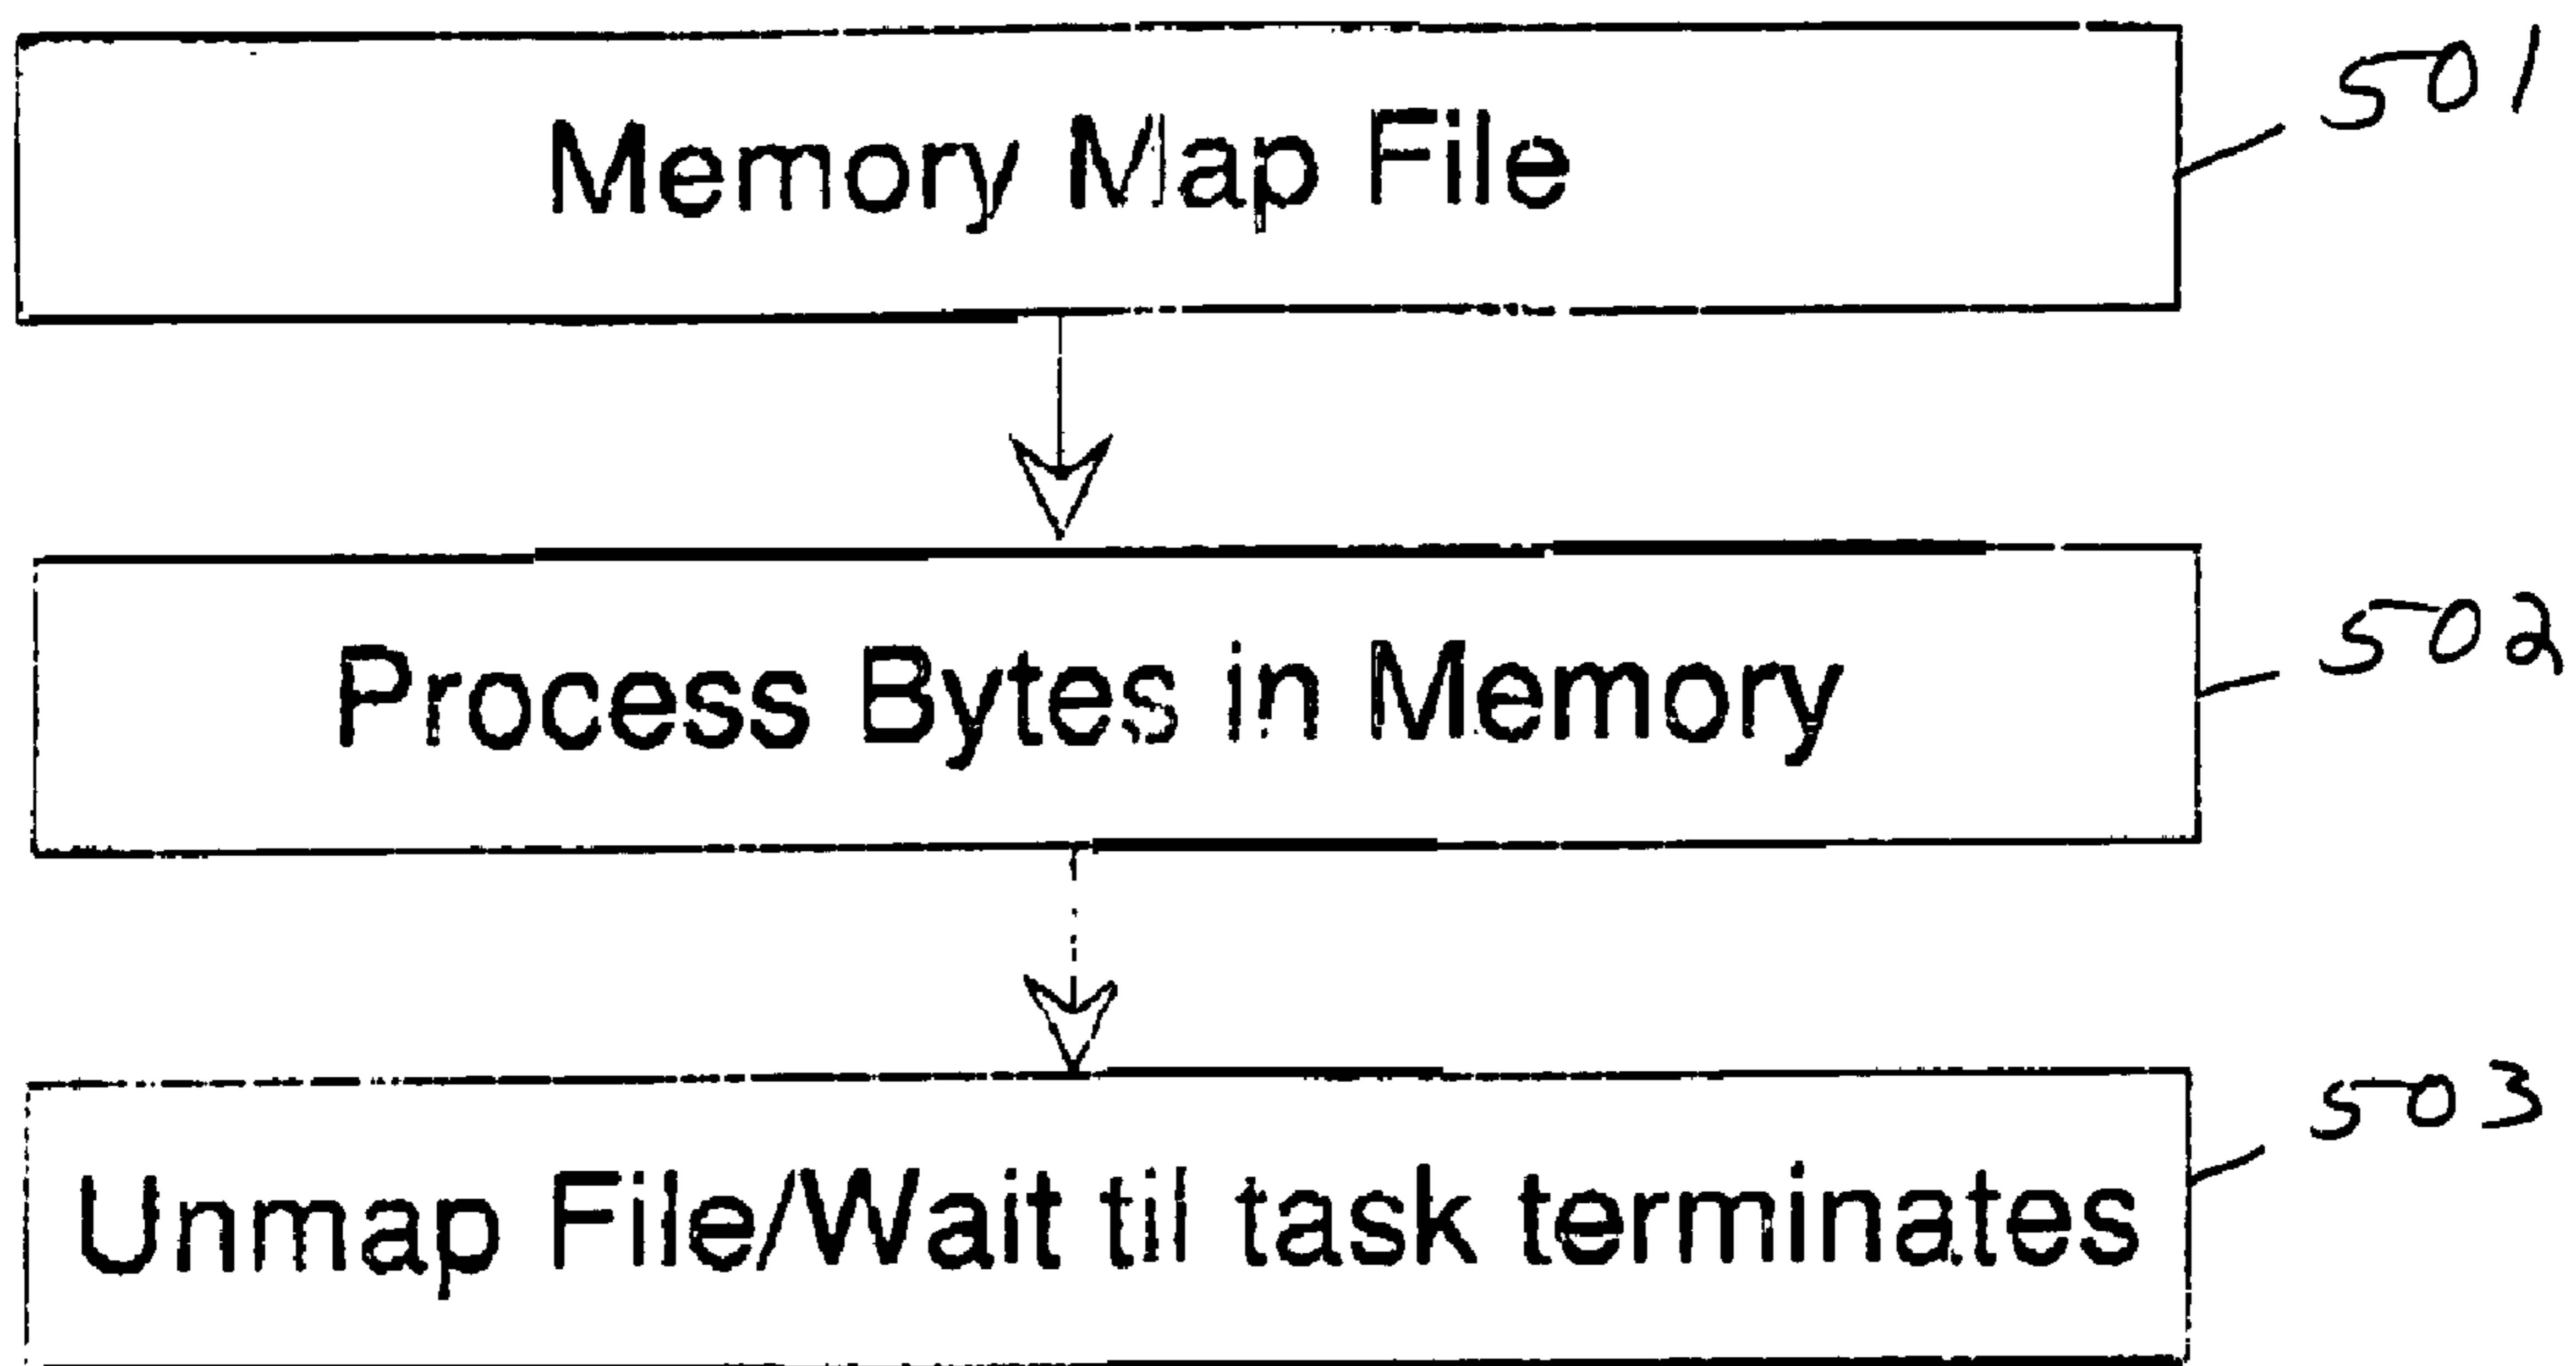 Memory Map File
501
Process Bytes in Memory
502
Unmap File/Wait til task terminates
503